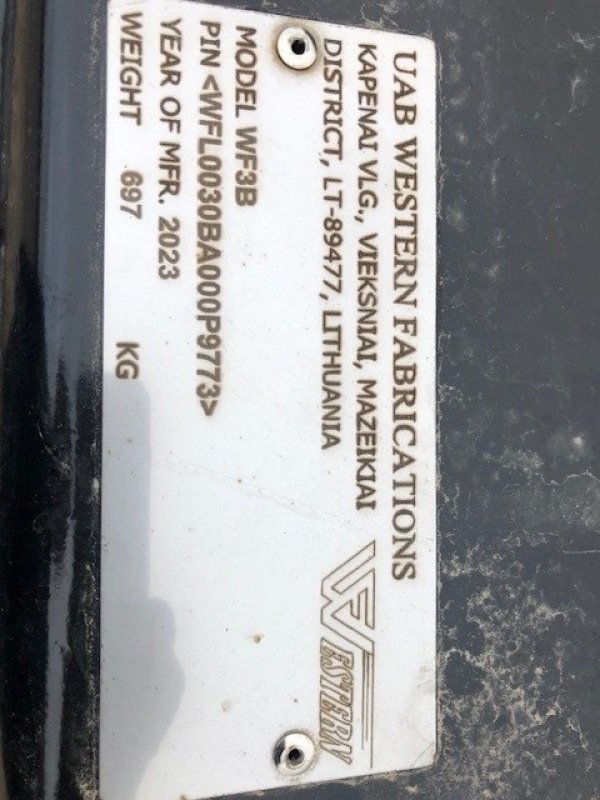 UAB WESTERN FABRICATIONS
KAPENAI VLG., VIEKSNIAI, MAZEIKIAI
DISTRICT, LT-89477, LITHUANIA
WESTERN
MODEL WF3B
PIN <WFL0030BA000P9773>
YEAR OF MFR. 2023
WEIGHT 697 KG